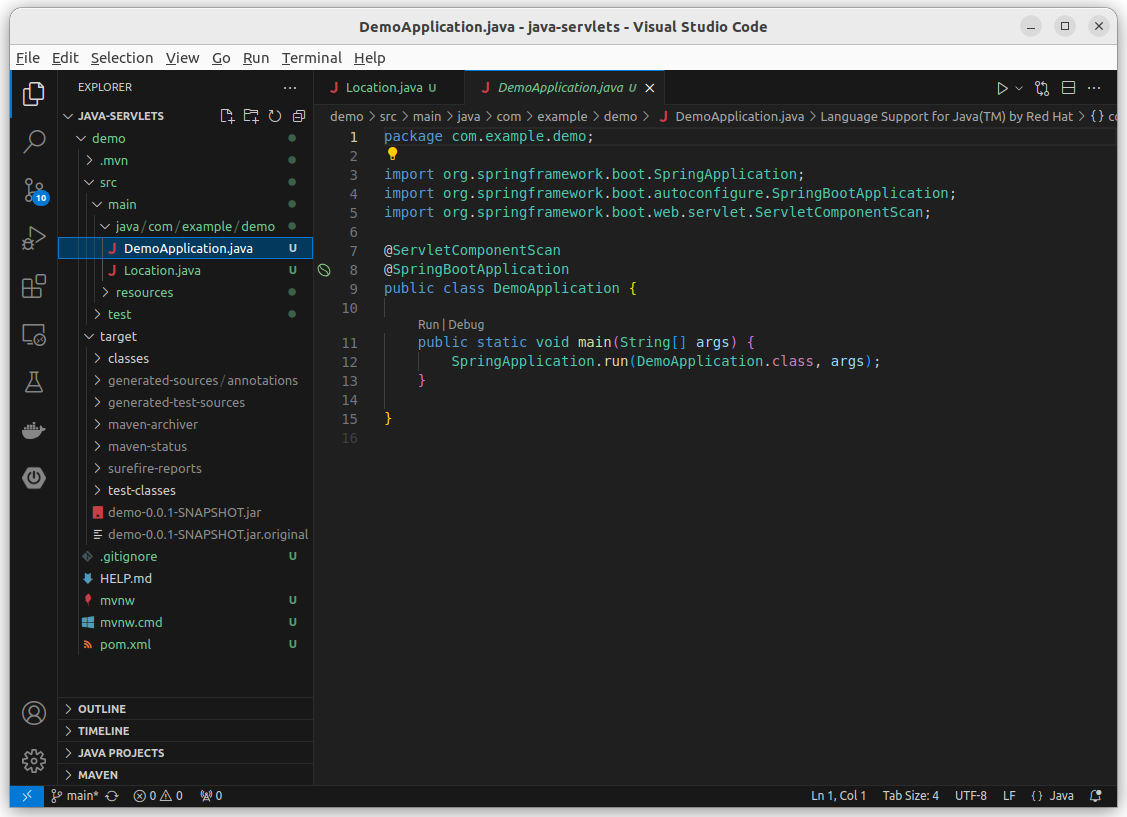 DemoApplication.java - java-servlets - Visual Studio Code
File Edit Selection View Go Run Terminal Help
EXPLORER
JAVA-SERVLETS
demo
.mvn
src
main
java/com/example/demo
DemoApplication.java U
Location.java U
resources
test
target
classes
generated-sources/annotations
generated-test-sources
maven-archiver
maven-status
surefire-reports
test-classes
demo-0.0.1-SNAPSHOT.jar
demo-0.0.1-SNAPSHOT.jar.original
.gitignore U
HELP.md
mvnw U
mvnw.cmd U
pom.xml U
OUTLINE
TIMELINE
JAVA PROJECTS
MAVEN
10
Location.java U DemoApplication.java U
demo > src > main > java > com > example > demo > DemoApplication.java > Language Support for Java(TM) by Red Hat > {} co
1 package com.example.demo;
2
3 import org.springframework.boot.SpringApplication;
4 import org.springframework.boot.autoconfigure.SpringBootApplication;
5 import org.springframework.boot.web.servlet.ServletComponentScan;
6
7 @ServletComponentScan
8 @SpringBootApplication
9 public class DemoApplication {
10
Run | Debug
11 public static void main(String[] args) {
12 SpringApplication.run(DemoApplication.class, args);
13 }
14
15 }
16
main* 0 0 0 Ln 1, Col 1 Tab Size: 4 UTF-8 LF {} Java